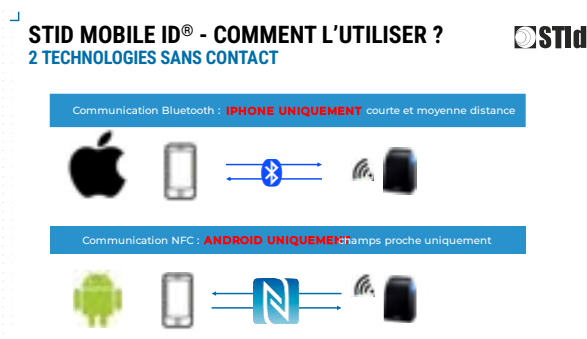 STID MOBILE ID® - COMMENT L’UTILISER ?
STid
2 TECHNOLOGIES SANS CONTACT
Communication Bluetooth : IPHONE UNIQUEMENT courte et moyenne distance
Communication NFC : ANDROID UNIQUEMENT champs proche uniquement